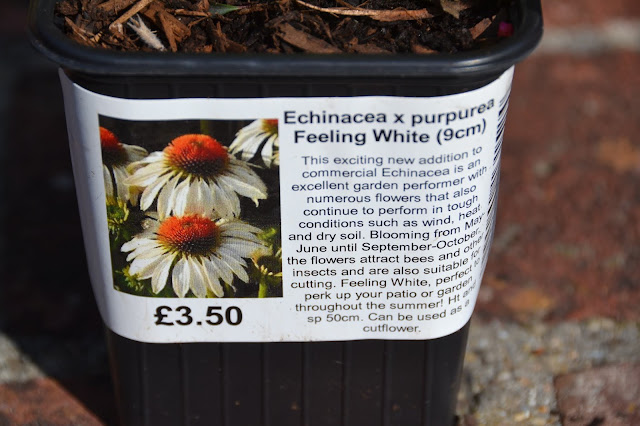 Echinacea x purpurea
Feeling White (9cm)
This exciting new addition to
commercial Echinacea is an
excellent garden performer with
numerous flowers that also
continue to perform in tough
conditions such as wind, heat
and dry soil. Blooming from May-
June until September-October,
the flowers attract bees and other
insects and are also suitable for
cutting. Feeling White, perfect to
perk up your patio or garden
throughout the summer! Ht and
sp 50cm. Can be used as a
cutflower.
£3.50